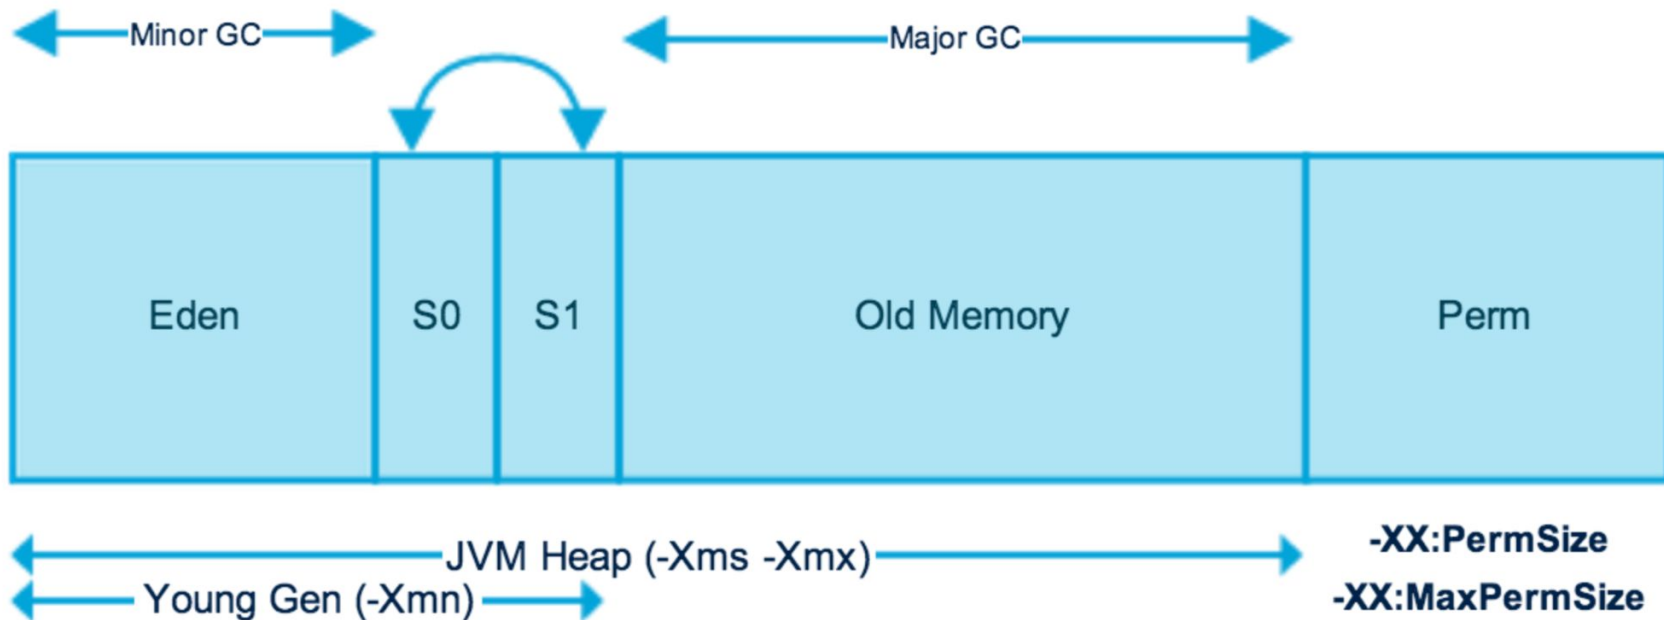 Minor GC
Major GC
Eden
S0
S1
Old Memory
Perm
JVM Heap (-Xms -Xmx)
-XX:PermSize
Young Gen (-Xmn)
-XX:MaxPermSize